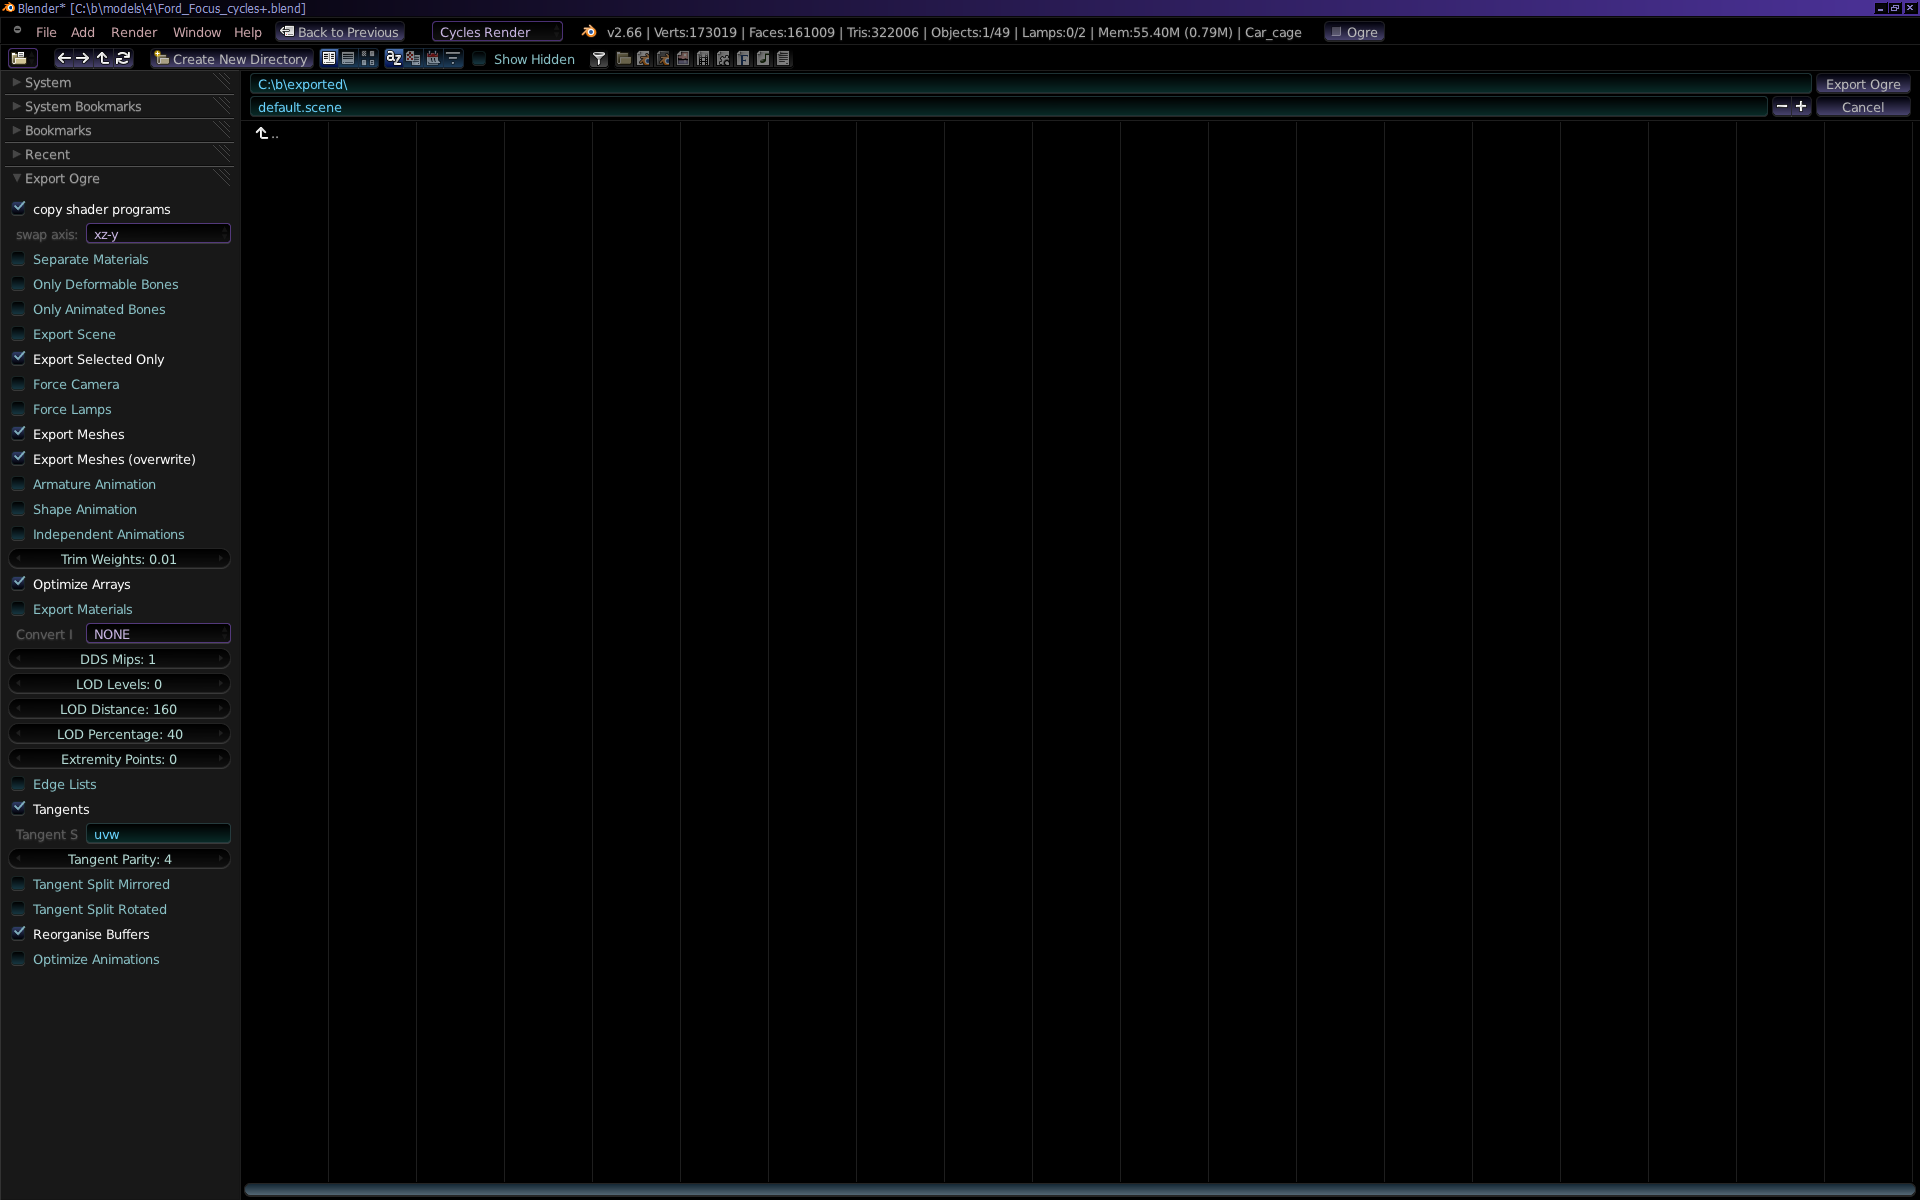 Blender* [C:\b\models\4\Ford_Focus_cycles+.blend]
File Add Render Window Help Back to Previous Cycles Render v2.66 | Verts:173019 | Faces:161009 | Tris:322006 | Objects:1/49 | Lamps:0/2 | Mem:55.40M (0.79M) | Car_cage Ogre
Create New Directory Show Hidden
System
System Bookmarks
Bookmarks
Recent
Export Ogre
copy shader programs
swap axis: xz-y
Separate Materials
Only Deformable Bones
Only Animated Bones
Export Scene
Export Selected Only
Force Camera
Force Lamps
Export Meshes
Export Meshes (overwrite)
Armature Animation
Shape Animation
Independent Animations
Trim Weights: 0.01
Optimize Arrays
Export Materials
Convert I NONE
DDS Mips: 1
LOD Levels: 0
LOD Distance: 160
LOD Percentage: 40
Extremity Points: 0
Edge Lists
Tangents
Tangent S uvw
Tangent Parity: 4
Tangent Split Mirrored
Tangent Split Rotated
Reorganise Buffers
Optimize Animations
C:\b\exported\ Export Ogre
default.scene Cancel
..